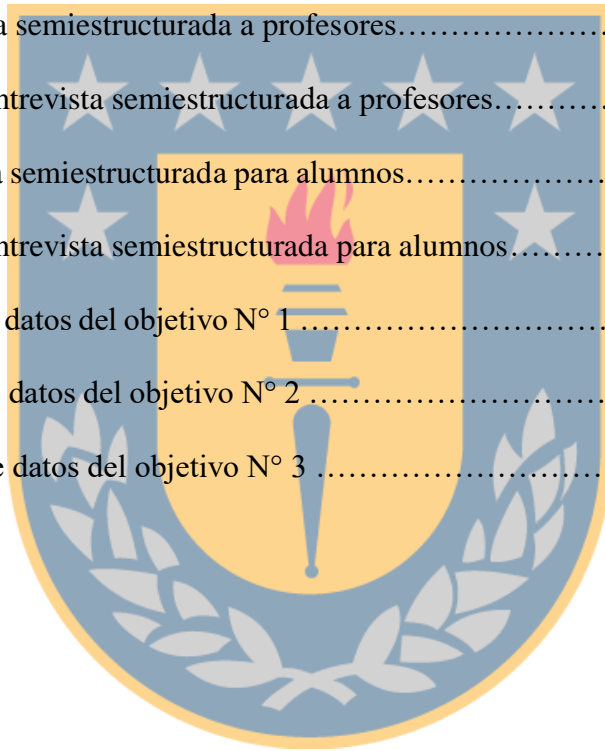 a semiestructurada a profesores…………………
ntrevista semiestructurada a profesores…………
a semiestructurada para alumnos…………………
ntrevista semiestructurada para alumnos………
datos del objetivo N° 1 …………………………
datos del objetivo N° 2 …………………………
e datos del objetivo N° 3 …………………………